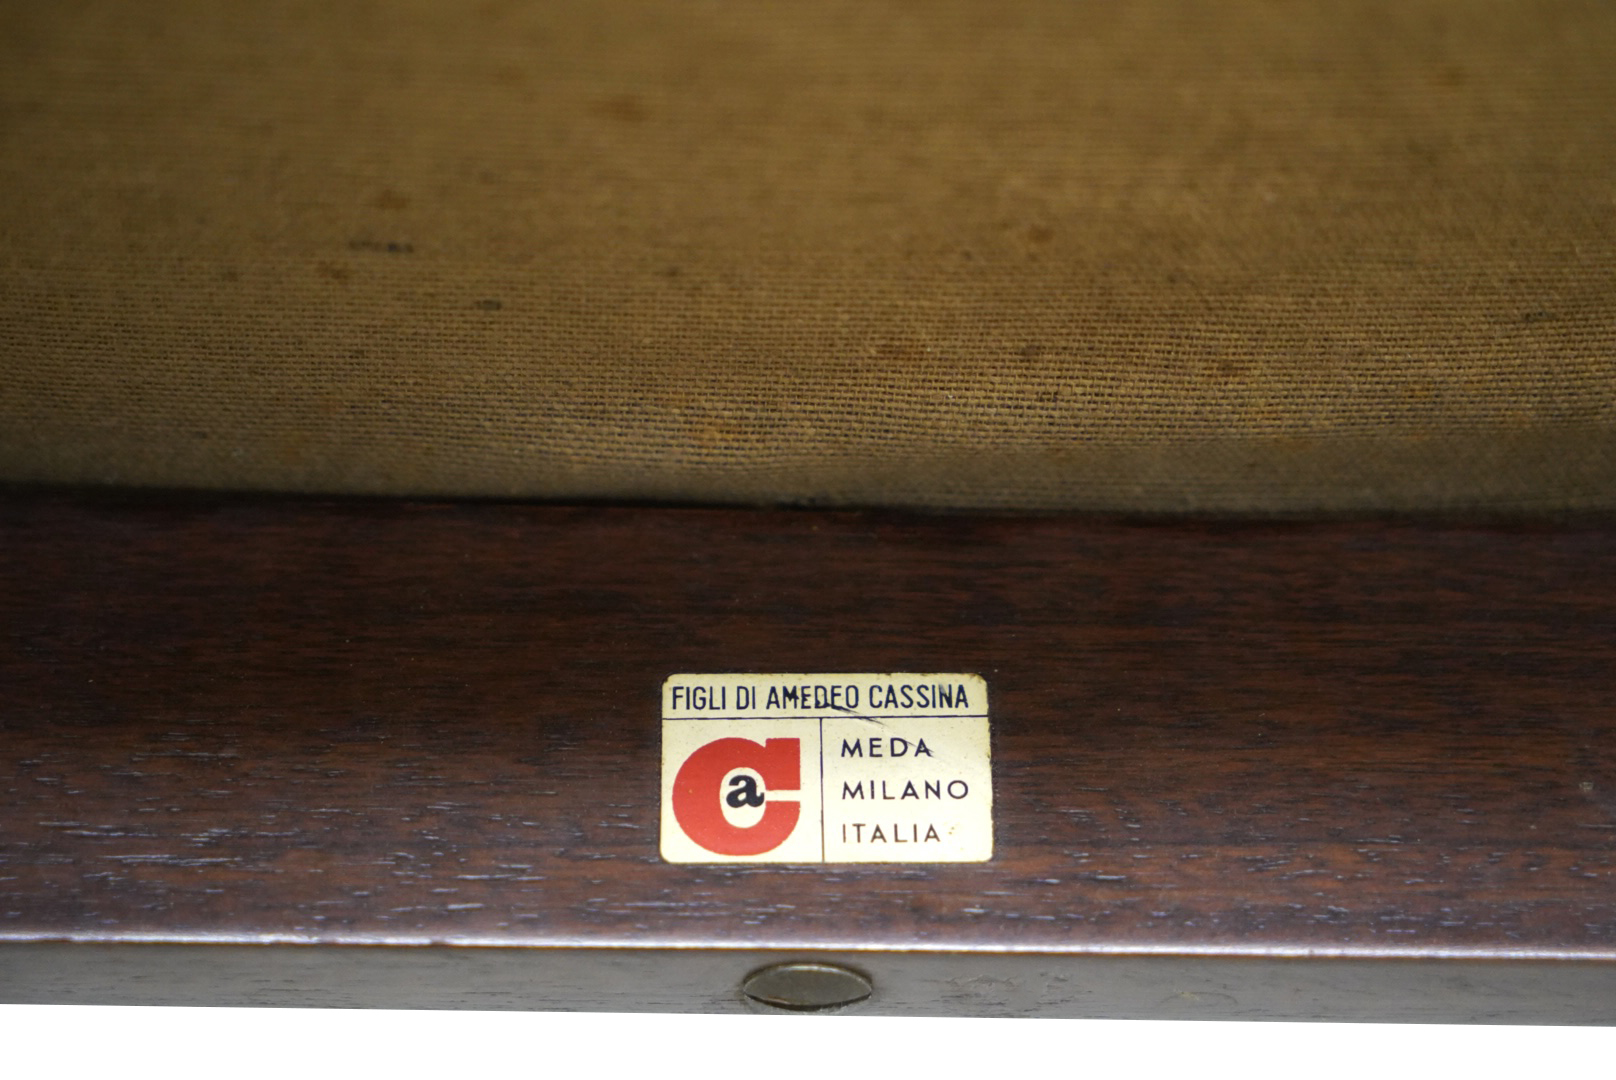 FIGLI DI AMEDEO CASSINA
Ca
MEDA
MILANO
ITALIA